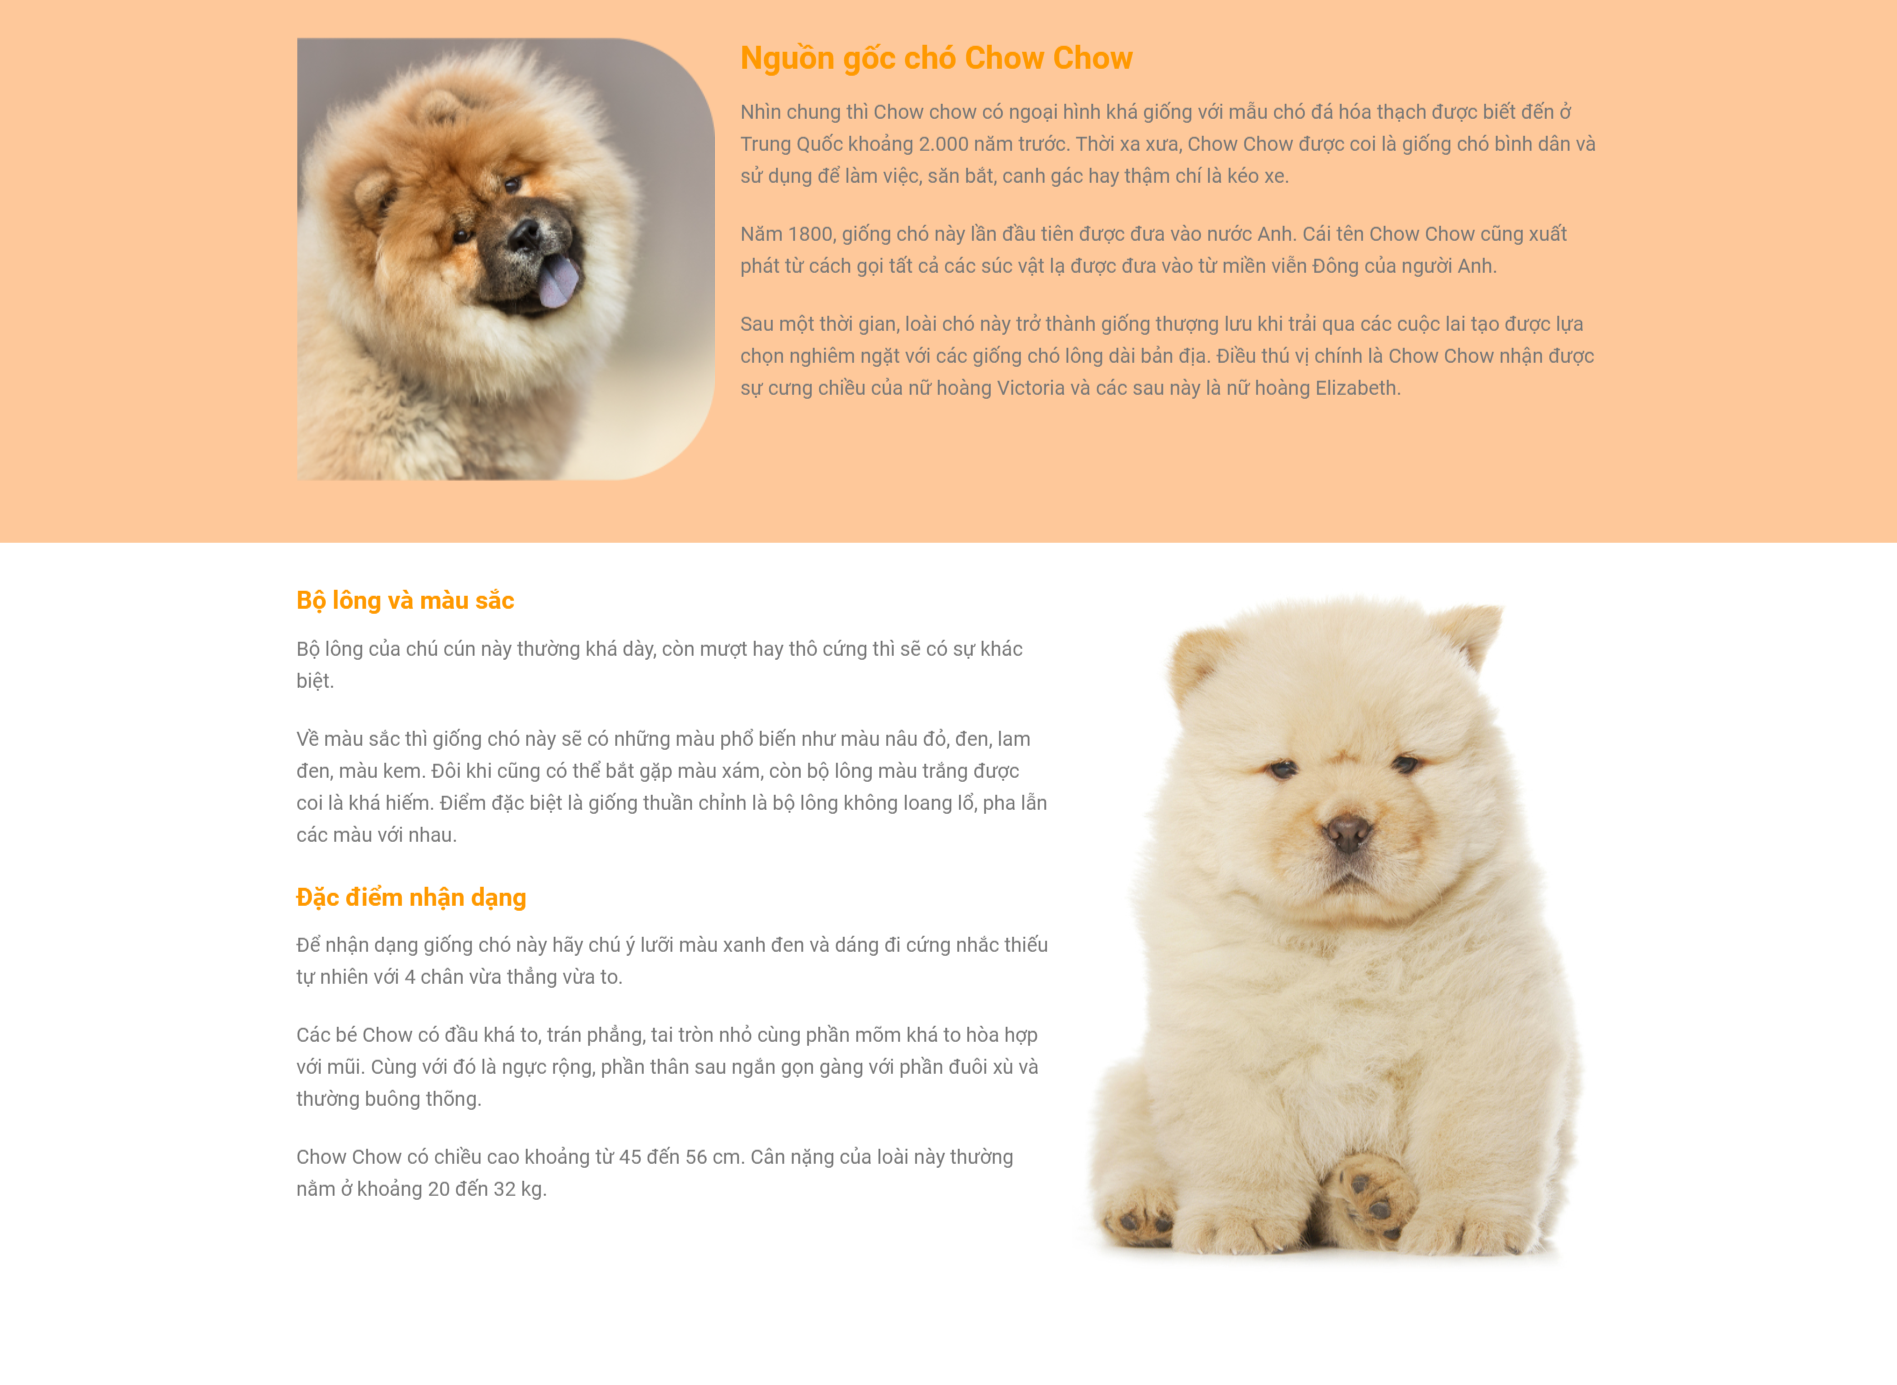 Nguồn gốc chó Chow Chow
Nhìn chung thì Chow chow có ngoại hình khá giống với mẫu chó đá hóa thạch được biết đến ở
Trung Quốc khoảng 2.000 năm trước. Thời xa xưa, Chow Chow được coi là giống chó bình dân và
sử dụng để làm việc, săn bắt, canh gác hay thậm chí là kéo xe.
Năm 1800, giống chó này lần đầu tiên được đưa vào nước Anh. Cái tên Chow Chow cũng xuất
phát từ cách gọi tất cả các súc vật lạ được đưa vào từ miền viễn Đông của người Anh.
Sau một thời gian, loài chó này trở thành giống thượng lưu khi trải qua các cuộc lai tạo được lựa
chọn nghiêm ngặt với các giống chó lông dài bản địa. Điều thú vị chính là Chow Chow nhận được
sự cưng chiều của nữ hoàng Victoria và các sau này là nữ hoàng Elizabeth.
Bộ lông và màu sắc
Bộ lông của chú cún này thường khá dày, còn mượt hay thô cứng thì sẽ có sự khác
biệt.
Về màu sắc thì giống chó này sẽ có những màu phổ biến như màu nâu đỏ, đen, lam
đen, màu kem. Đôi khi cũng có thể bắt gặp màu xám, còn bộ lông màu trắng được
coi là khá hiếm. Điểm đặc biệt là giống thuần chỉnh là bộ lông không loang lổ, pha lẫn
các màu với nhau.
Đặc điểm nhận dạng
Để nhận dạng giống chó này hãy chú ý lưỡi màu xanh đen và dáng đi cứng nhắc thiếu
tự nhiên với 4 chân vừa thẳng vừa to.
Các bé Chow có đầu khá to, trán phẳng, tai tròn nhỏ cùng phần mõm khá to hòa hợp
với mũi. Cùng với đó là ngực rộng, phần thân sau ngắn gọn gàng với phần đuôi xù và
thường buông thõng.
Chow Chow có chiều cao khoảng từ 45 đến 56 cm. Cân nặng của loài này thường
nằm ở khoảng 20 đến 32 kg.